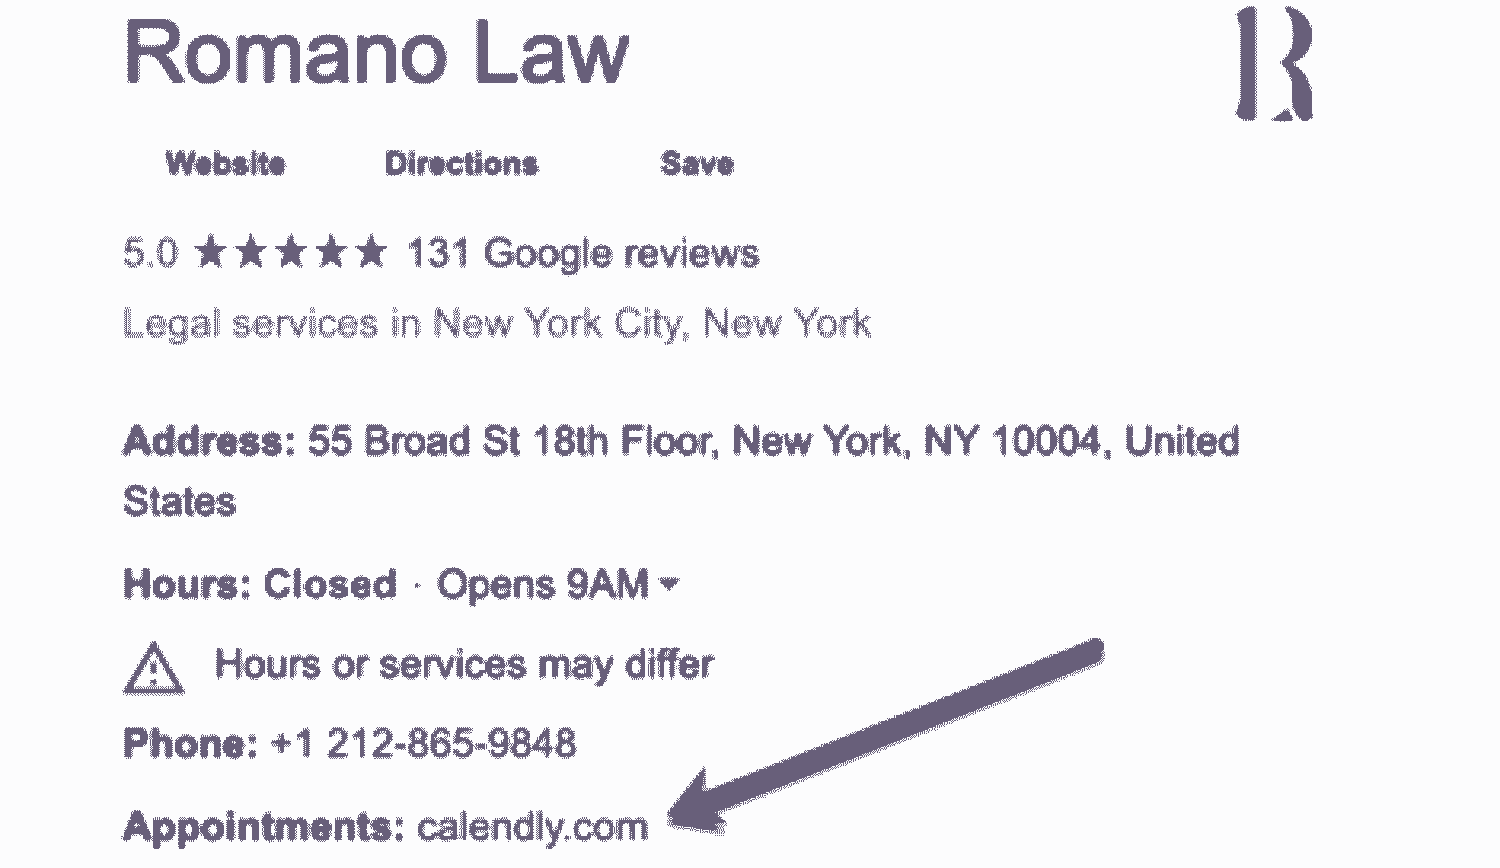 Romano Law
R
Website Directions Save
5.0 ★★★★★ 131 Google reviews
Legal services in New York City, New York
Address: 55 Broad St 18th Floor, New York, NY 10004, United
States
Hours: Closed · Opens 9AM
Hours or services may differ
Phone: +1 212-865-9848
Appointments: calendly.com